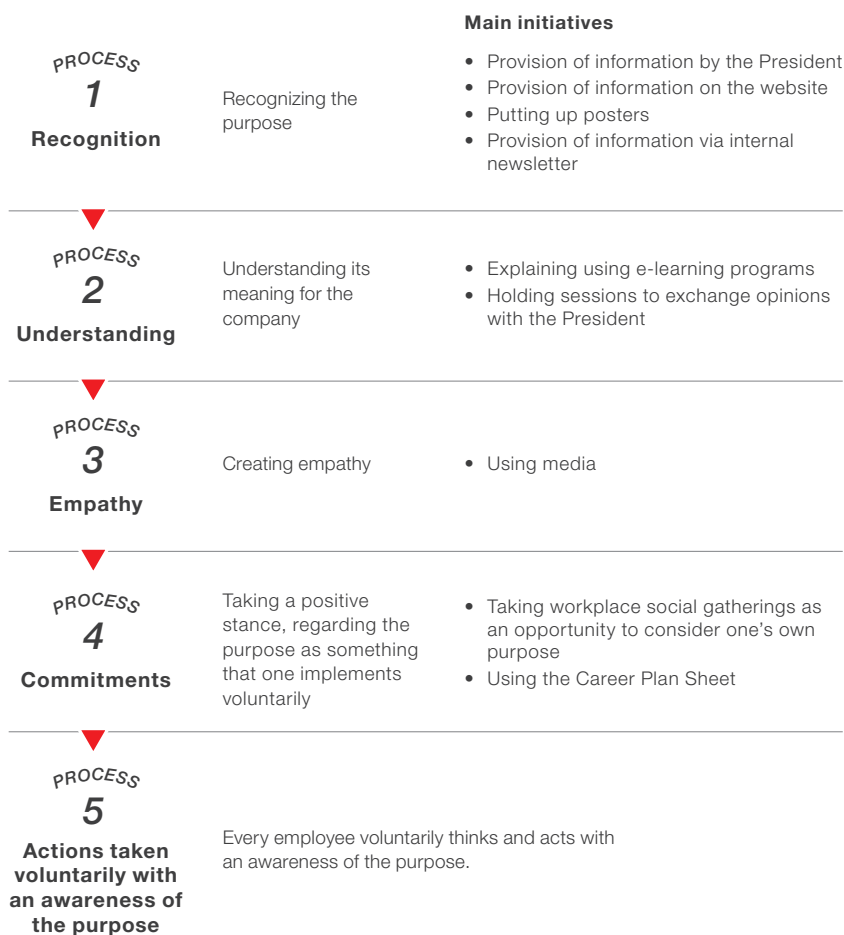 Main initiatives
PROCESS
1
Recognition
Recognizing the
purpose
• Provision of information by the President
• Provision of information on the website
• Putting up posters
• Provision of information via internal
newsletter
PROCESS
2
Understanding
Understanding its
meaning for the
company
• Explaining using e-learning programs
• Holding sessions to exchange opinions
with the President
PROCESS
3
Empathy
Creating empathy
• Using media
PROCESS
4
Commitments
Taking a positive
stance, regarding the
purpose as something
that one implements
voluntarily
• Taking workplace social gatherings as
an opportunity to consider one's own
purpose
• Using the Career Plan Sheet
PROCESS
5
Actions taken
voluntarily with
an awareness of
the purpose
Every employee voluntarily thinks and acts with
an awareness of the purpose.